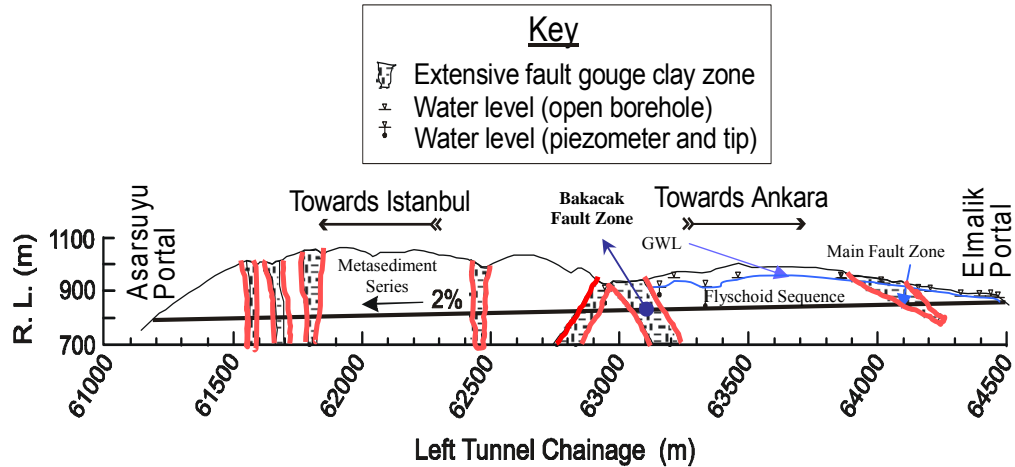 Key
Extensive fault gouge clay zone
Water level (open borehole)
Water level (piezometer and tip)
Asarsuyu
Portal
Towards Istanbul
Bakacak
Fault Zone
Towards Ankara
Elmalik
Portal
GWL
Main Fault Zone
Metasediment
Series
2%
Flyschoid Sequence
R. L. (m)
1100
900
700
61000
61500
62000
62500
63000
63500
64000
64500
Left Tunnel Chainage (m)